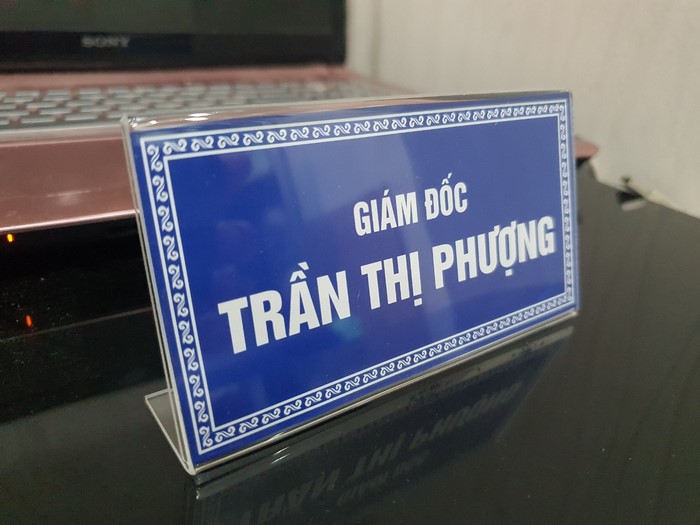 SONY
GIÁM ĐỐC
TRẦN THỊ PHƯỢNG